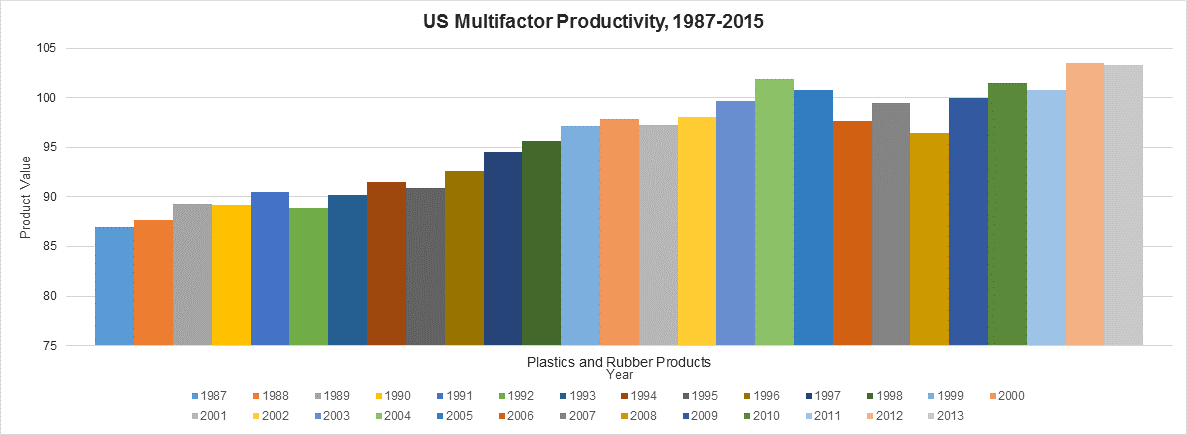 US Multifactor Productivity, 1987-2015
105
100
95
90
85
80
75
Product Value
Plastics and Rubber Products
Year
1987 1988 1989 1990 1991 1992 1993 1994 1995 1996 1997 1998 1999 2000
2001 2002 2003 2004 2005 2006 2007 2008 2009 2010 2011 2012 2013